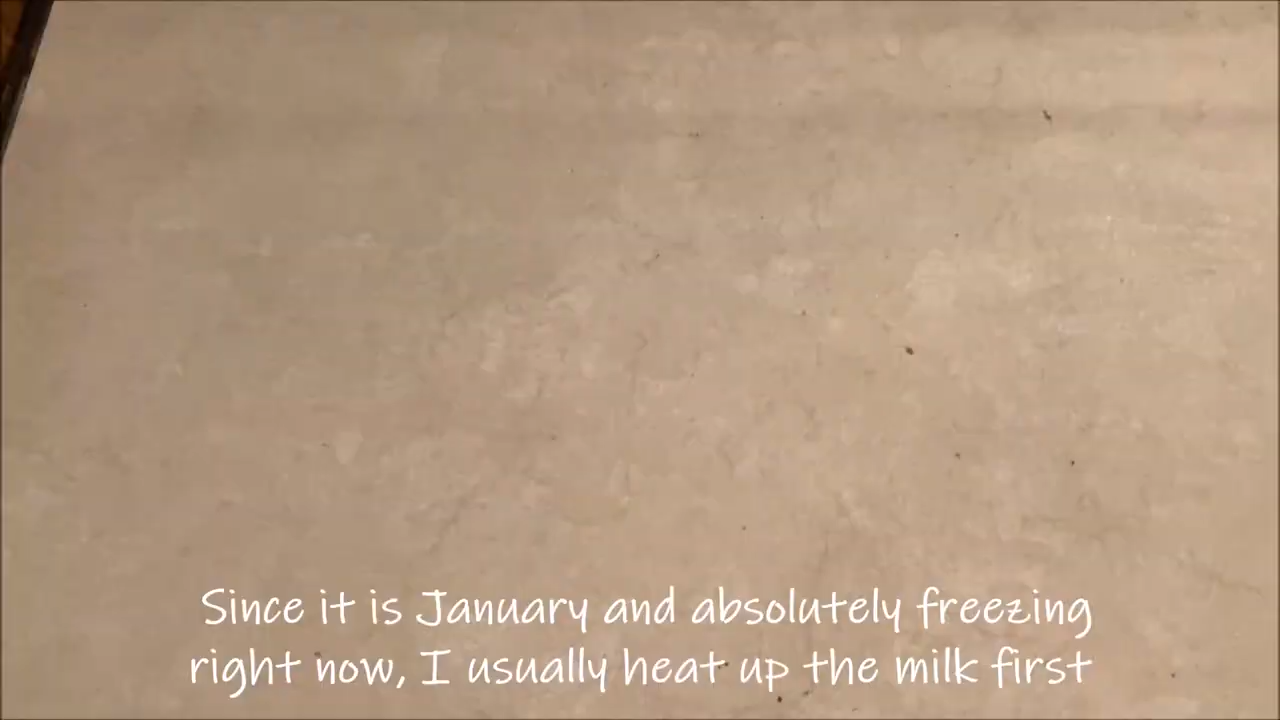 Since it is January and absolutely freezing
right now, I usually heat up the milk first